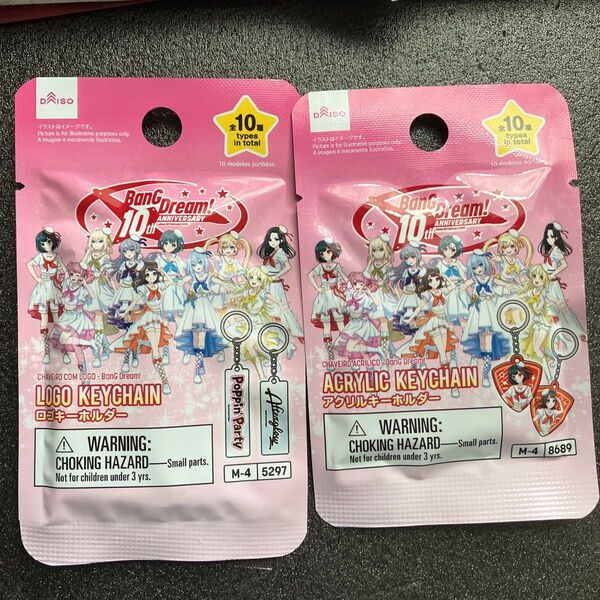 DAISO
イラストはイメージです。
Picture is for illustrative purposes only.
A imagem é meramente ilustrativa.
全10種
types
in total
10 modelos sortidos.
BanG Dream!
10th
ANNIVERSARY
CHAVEIRO COM LOGO - BanG Dream!
LOGO KEYCHAIN
ロゴキーホルダー
Poppin'Party
Afterglow
WARNING:
CHOKING HAZARD—Small parts.
Not for children under 3 yrs.
M-4 5297
DAISO
イラストはイメージです。
Picture is for illustrative purposes only.
A imagem é meramente ilustrativa.
全10種
types
in total
10 modelos sortidos.
BanG Dream!
10th
ANNIVERSARY
CHAVEIRO ACRÍLICO - BanG Dream!
ACRYLIC KEYCHAIN
アクリルキーホルダー
WARNING:
CHOKING HAZARD—Small parts.
Not for children under 3 yrs.
M-4 8689